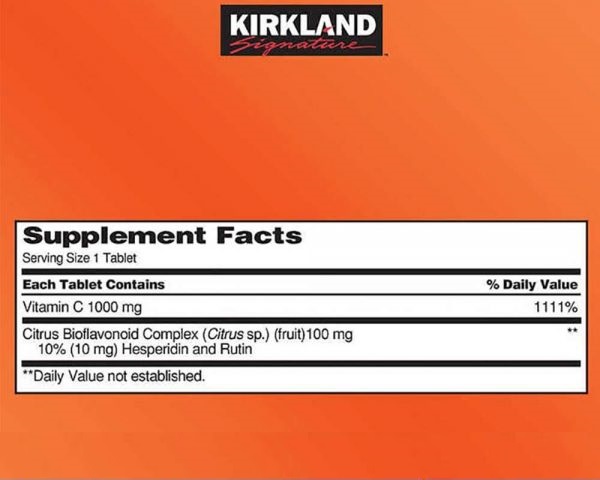 KIRKLAND
Signature
Supplement Facts
Serving Size 1 Tablet
Each Tablet Contains % Daily Value
Vitamin C 1000 mg 1111%
Citrus Bioflavonoid Complex (Citrus sp.) (fruit)100 mg **
10% (10 mg) Hesperidin and Rutin
**Daily Value not established.